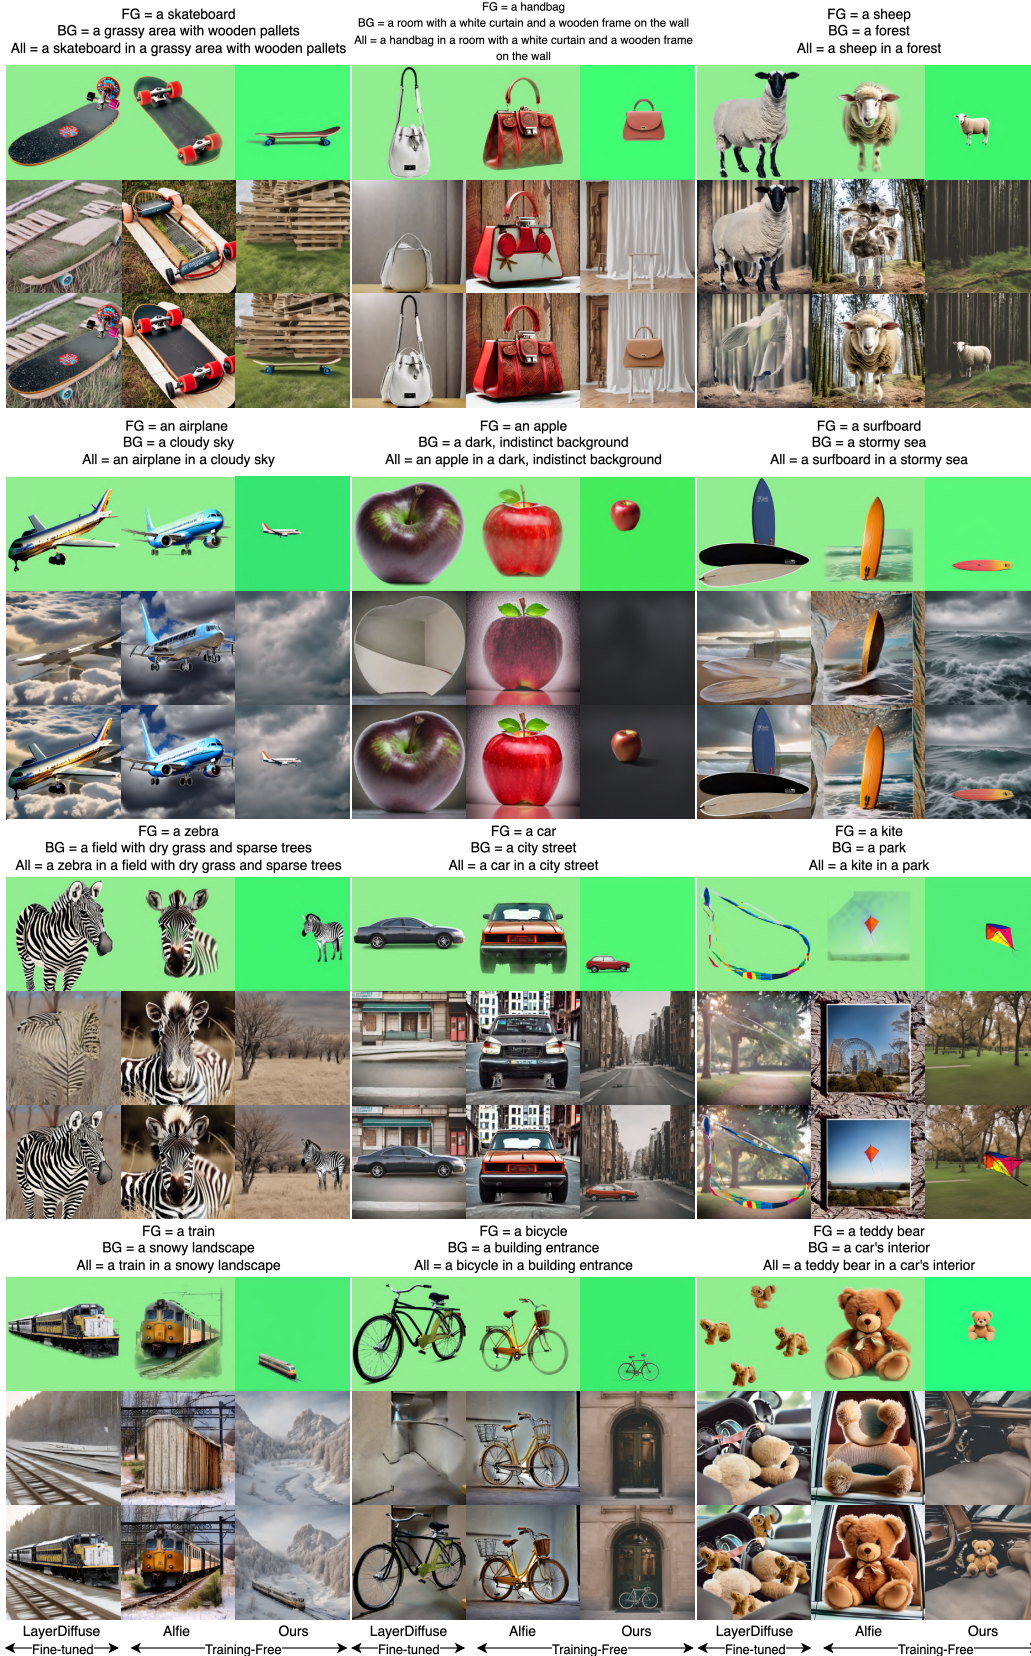 FG = a skateboard
BG = a grassy area with wooden pallets
All = a skateboard in a grassy area with wooden pallets
FG = a handbag
BG = a room with a white curtain and a wooden frame on the wall
All = a handbag in a room with a white curtain and a wooden frame
on the wall
FG = a sheep
BG = a forest
All = a sheep in a forest
FG = an airplane
BG = a cloudy sky
All = an airplane in a cloudy sky
FG = an apple
BG = a dark, indistinct background
All = an apple in a dark, indistinct background
FG = a surfboard
BG = a stormy sea
All = a surfboard in a stormy sea
FG = a zebra
BG = a field with dry grass and sparse trees
All = a zebra in a field with dry grass and sparse trees
FG = a car
BG = a city street
All = a car in a city street
FG = a kite
BG = a park
All = a kite in a park
FG = a train
BG = a snowy landscape
All = a train in a snowy landscape
FG = a bicycle
BG = a building entrance
All = a bicycle in a building entrance
FG = a teddy bear
BG = a car's interior
All = a teddy bear in a car's interior
LayerDiffuse Alfie Ours LayerDiffuse Alfie Ours LayerDiffuse Alfie Ours
Fine-tuned Training-Free Fine-tuned Training-Free Fine-tuned Training-Free